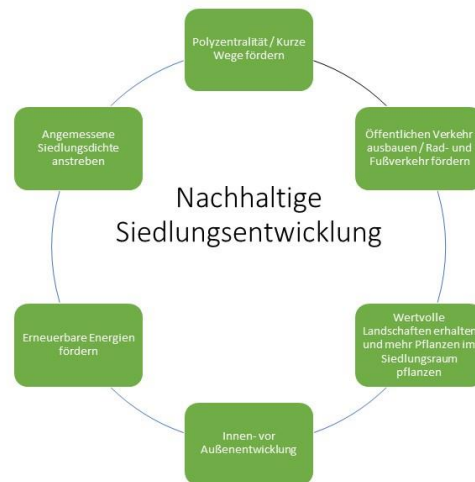 Polyzentralität / Kurze
Wege fördern
Öffentlichen Verkehr
ausbauen / Rad- und
Fußverkehr fördern
Wertvolle
Landschaften erhalten
und mehr Pflanzen im
Siedlungsraum
pflanzen
Innen- vor
Außenentwicklung
Erneuerbare Energien
fördern
Angemessene
Siedlungsdichte
anstreben
Nachhaltige
Siedlungsentwicklung